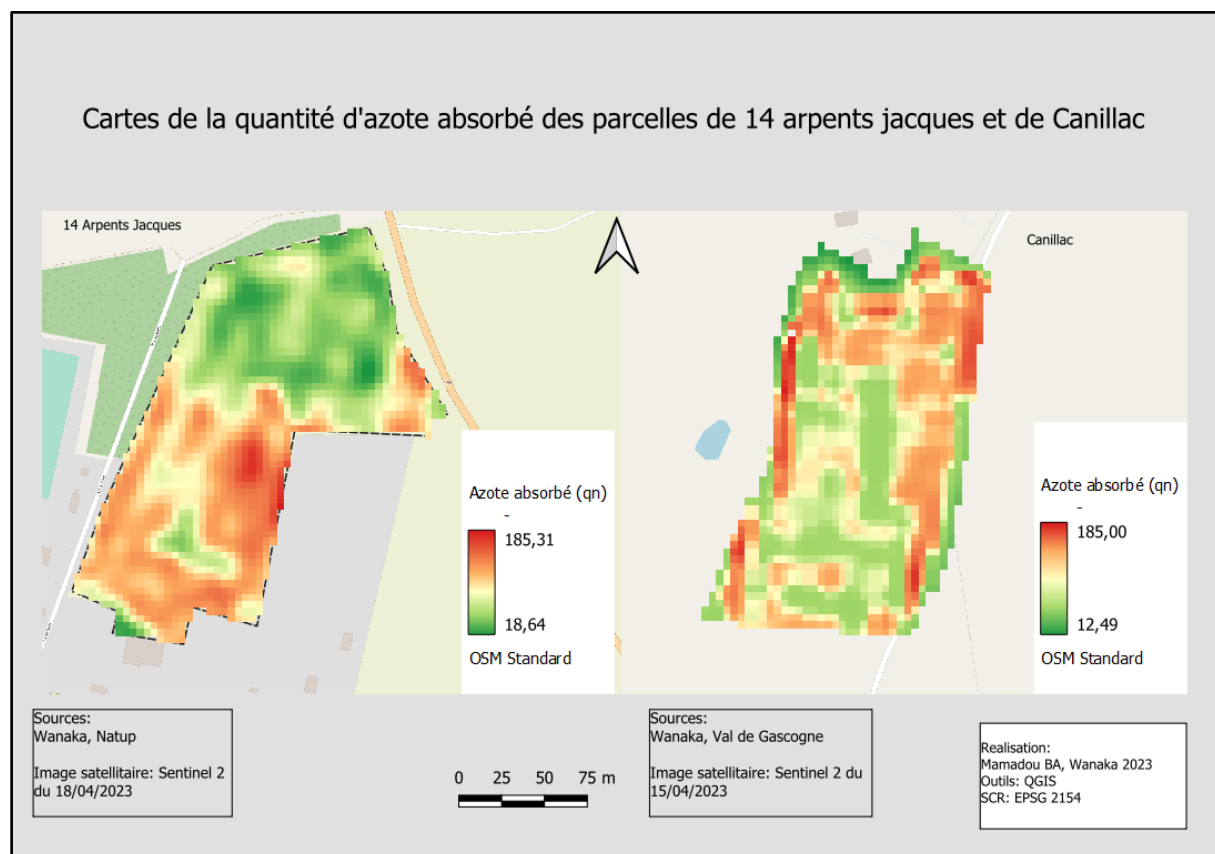 Cartes de la quantité d'azote absorbé des parcelles de 14 arpents jacques et de Canillac
14 Arpents Jacques
Canillac
Azote absorbé (qn)
-
185,31
18,64
OSM Standard
Azote absorbé (qn)
-
185,00
12,49
OSM Standard
Sources:
Wanaka, Natup
Image satellitaire: Sentinel 2
du 18/04/2023
0 25 50 75 m
Sources:
Wanaka, Val de Gascogne
Image satellitaire: Sentinel 2 du
15/04/2023
Realisation:
Mamadou BA, Wanaka 2023
Outils: QGIS
SCR: EPSG 2154